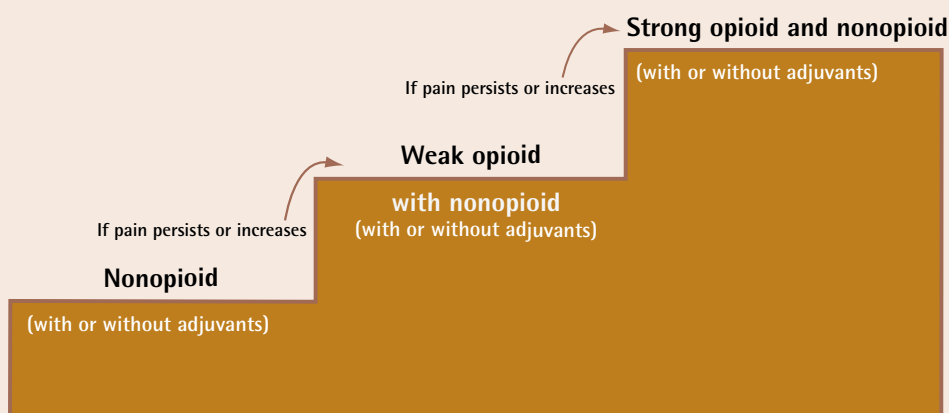 Strong opioid and nonopioid
(with or without adjuvants)
If pain persists or increases
Weak opioid
with nonopioid
(with or without adjuvants)
If pain persists or increases
Nonopioid
(with or without adjuvants)